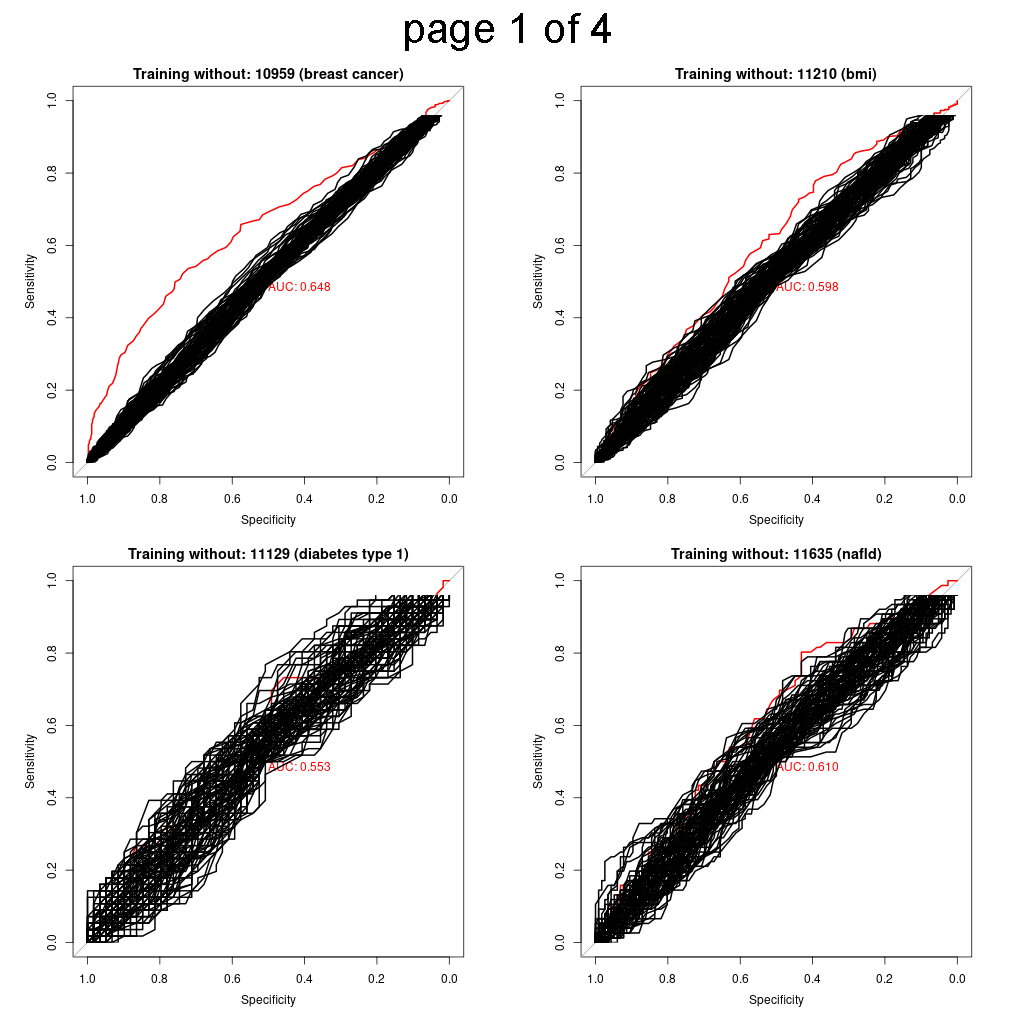 page 1 of 4
Training without: 10959 (breast cancer)
1.0
0.8
0.6
0.4
0.2
0.0
Sensitivity
AUC: 0.648
1.0 0.8 0.6 0.4 0.2 0.0
Specificity
Training without: 11210 (bmi)
1.0
0.8
0.6
0.4
0.2
0.0
Sensitivity
AUC: 0.598
1.0 0.8 0.6 0.4 0.2 0.0
Specificity
Training without: 11129 (diabetes type 1)
1.0
0.8
0.6
0.4
0.2
0.0
Sensitivity
AUC: 0.553
1.0 0.8 0.6 0.4 0.2 0.0
Specificity
Training without: 11635 (nafld)
1.0
0.8
0.6
0.4
0.2
0.0
Sensitivity
AUC: 0.610
1.0 0.8 0.6 0.4 0.2 0.0
Specificity